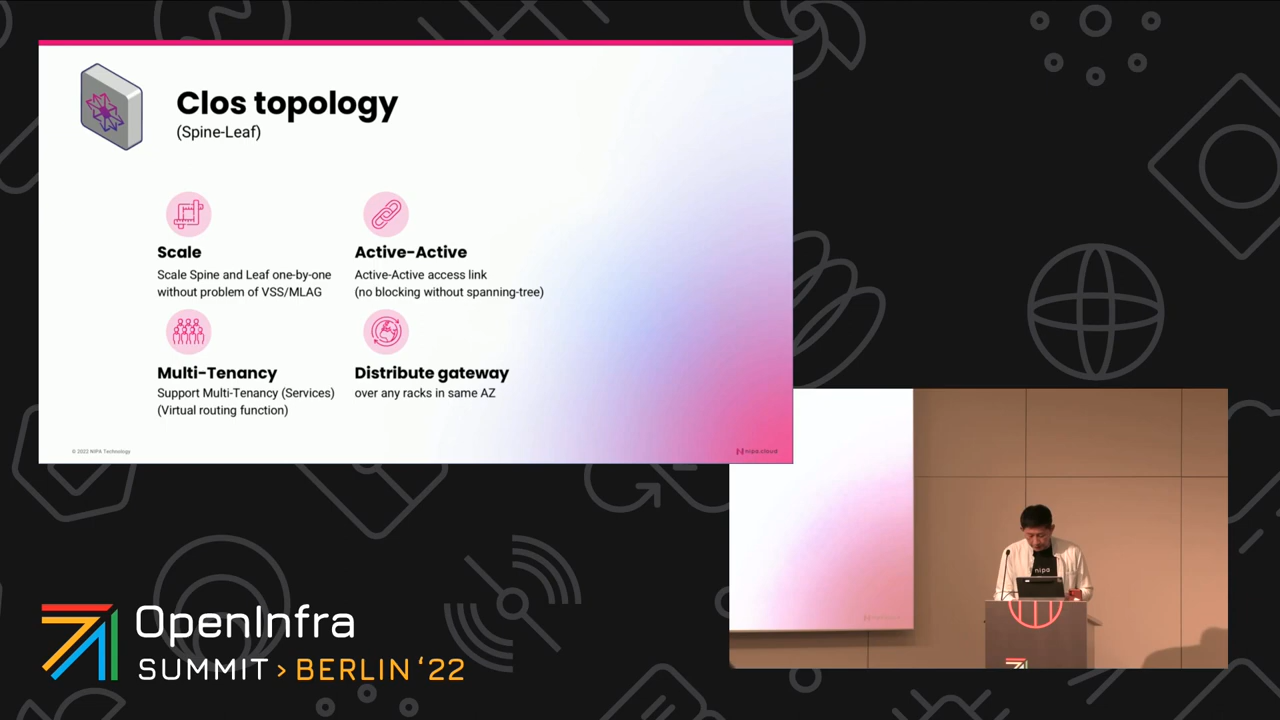 Clos topology
(Spine-Leaf)
Scale
Scale Spine and Leaf one-by-one
without problem of VSS/MLAG
Active-Active
Active-Active access link
(no blocking without spanning-tree)
Multi-Tenancy
Support Multi-Tenancy (Services)
(Virtual routing function)
Distribute gateway
over any racks in same AZ
© 2022 NIPA Technology
nipa.cloud
nipa
OpenInfra
SUMMIT > BERLIN ‘22